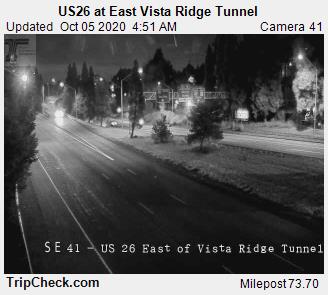 US26 at East Vista Ridge Tunnel
Updated Oct 05 2020 4:51 AM Camera 41
SE 41 - US 26 East of Vista Ridge Tunnel
TripCheck.com Milepost 73.70